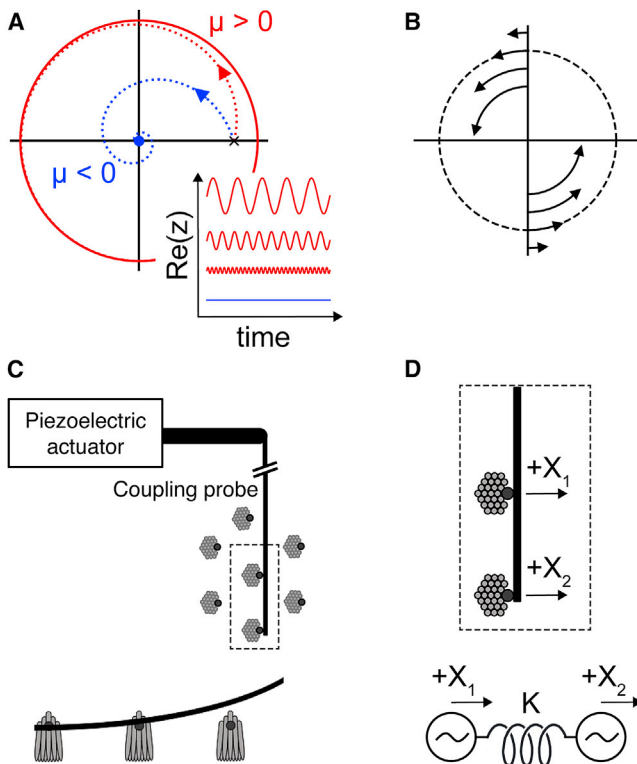 A
μ > 0
μ < 0
Re(z)
time
B
C
Piezoelectric
actuator
Coupling probe
D
+X₁
+X₂
+X₁
K
+X₂